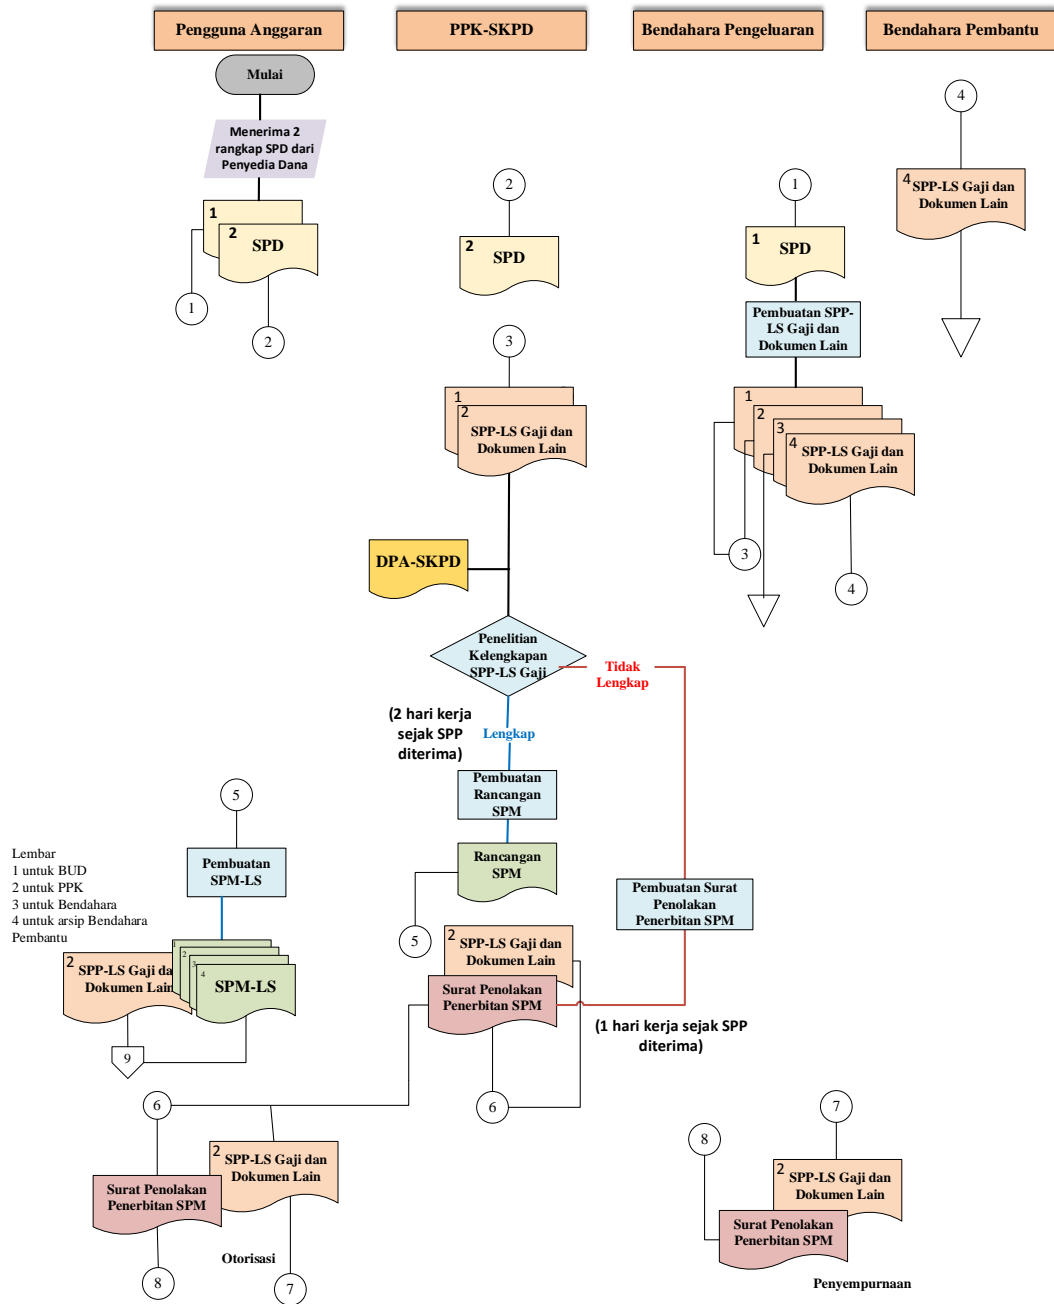 Pengguna Anggaran
PPK-SKPD
Bendahara Pengeluaran
Bendahara Pembantu
Mulai
Menerima 2
rangkap SPD dari
Penyedia Dana
1
2
SPD
1
2
2
2
SPD
3
1
2
SPP-LS Gaji dan
Dokumen Lain
DPA-SKPD
Penelitian
Kelengkapan
SPP-LS Gaji
Tidak
Lengkap
(2 hari kerja
sejak SPP
diterima)
Lengkap
Pembuatan
Rancangan
SPM
Rancangan
SPM
5
1
1
SPD
Pembuatan SPP-
LS Gaji dan
Dokumen Lain
1
2
3
4
SPP-LS Gaji dan
Dokumen Lain
3
4
4
4
SPP-LS Gaji dan
Dokumen Lain
Pembuatan Surat
Penolakan
Penerbitan SPM
2
SPP-LS Gaji dan
Dokumen Lain
Surat Penolakan
Penerbitan SPM
(1 hari kerja sejak SPP
diterima)
6
5
Pembuatan
SPM-LS
Lembar
1 untuk BUD
2 untuk PPK
3 untuk Bendahara
4 untuk arsip Bendahara
Pembantu
2
SPP-LS Gaji da
Dokumen Lain
1
2
3
4
SPM-LS
9
6
2
SPP-LS Gaji dan
Dokumen Lain
Surat Penolakan
Penerbitan SPM
Otorisasi
8
7
7
8
2
SPP-LS Gaji dan
Dokumen Lain
Surat Penolakan
Penerbitan SPM
Penyempurnaan